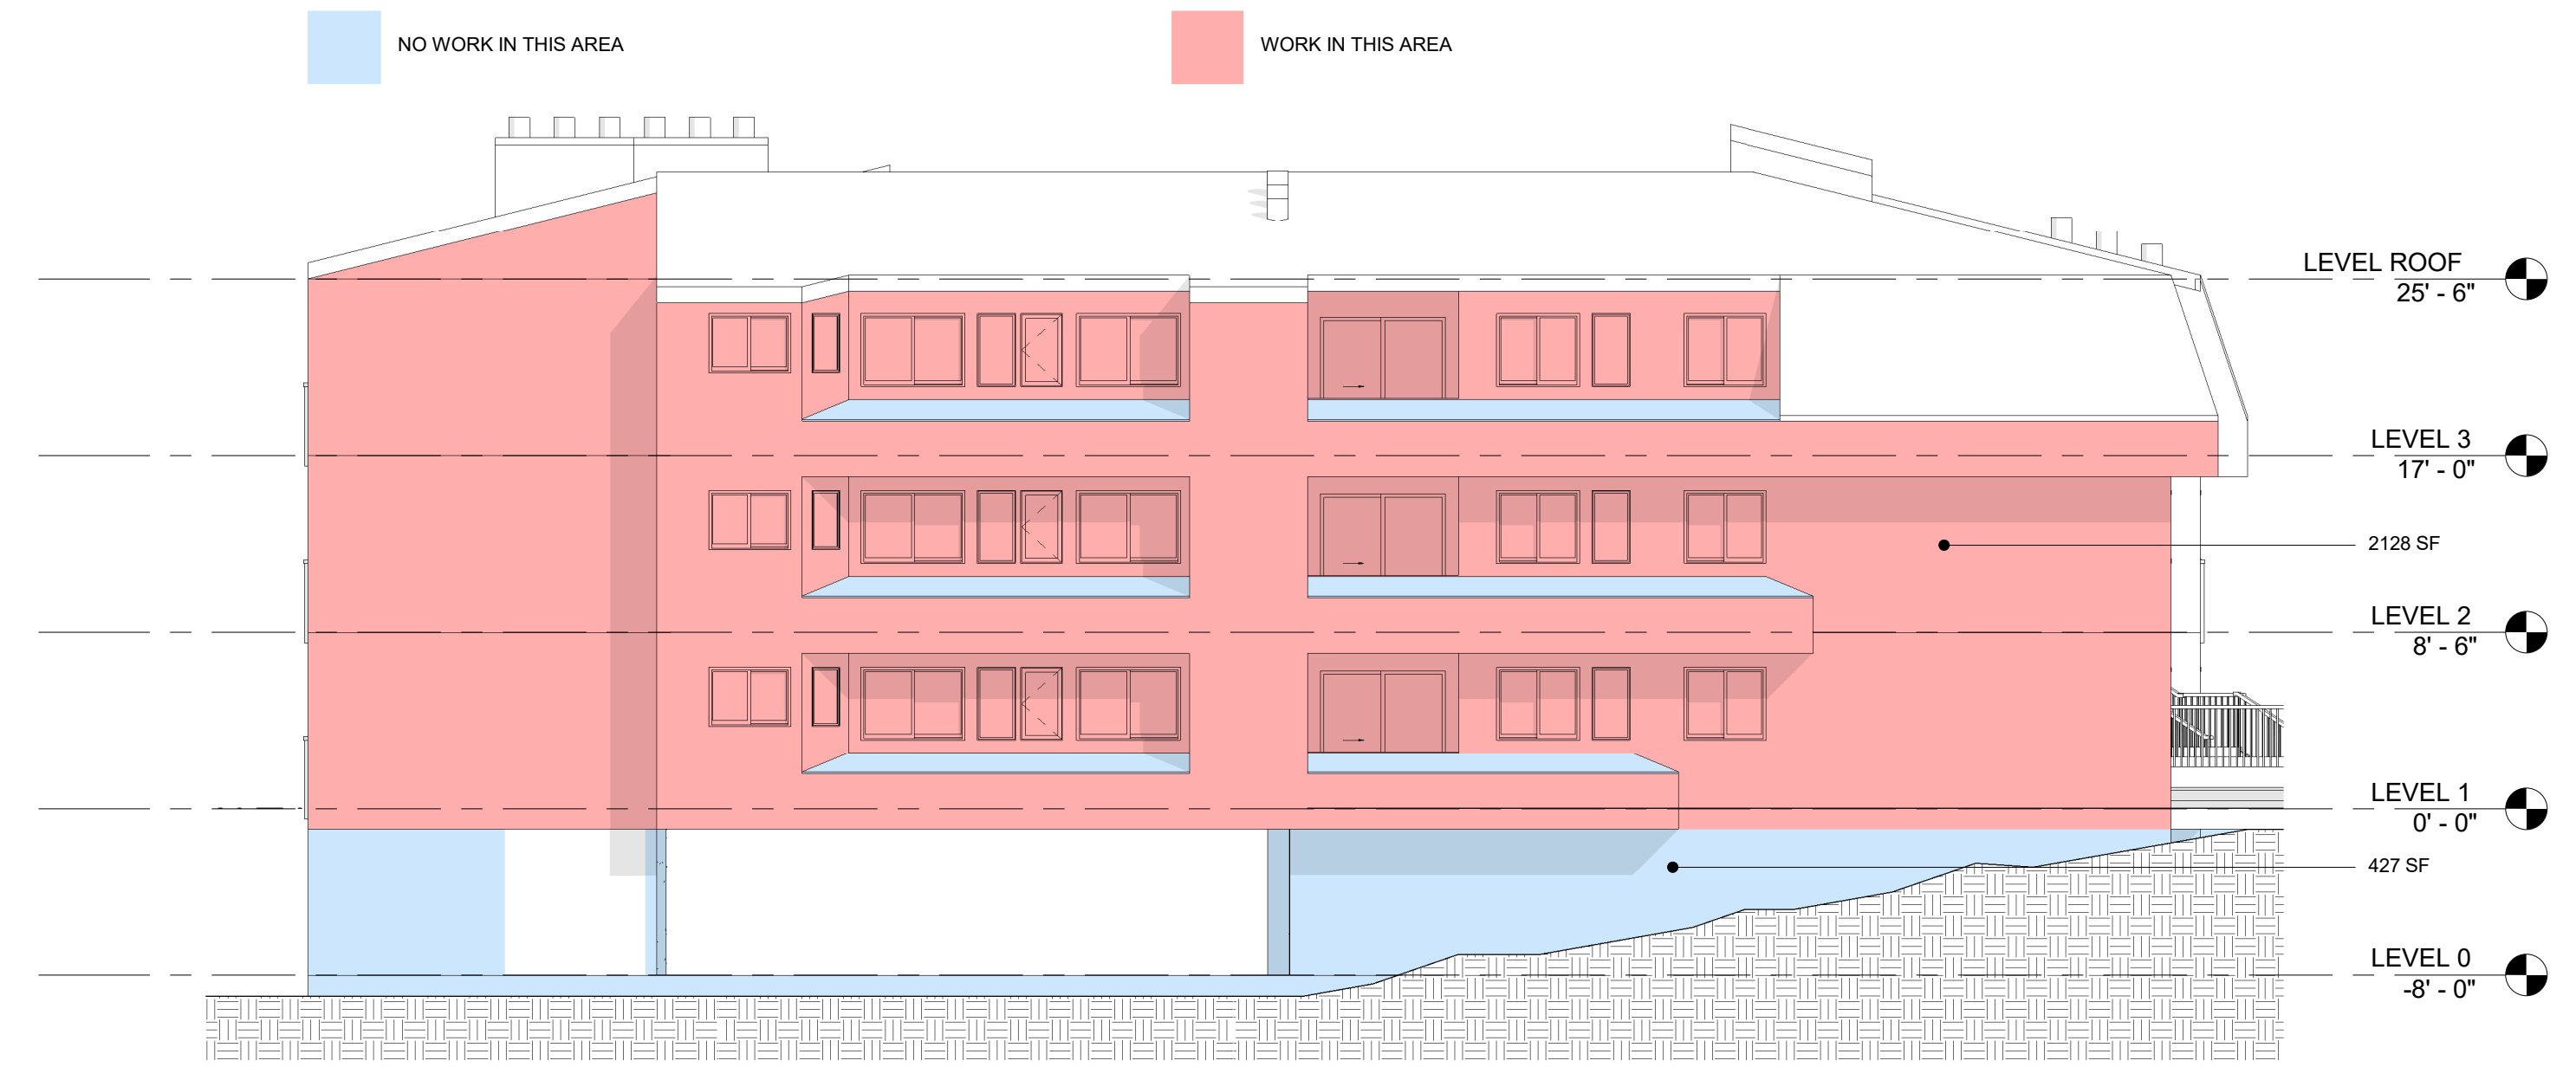 NO WORK IN THIS AREA
WORK IN THIS AREA
LEVEL ROOF
25' - 6"
LEVEL 3
17' - 0"
2128 SF
LEVEL 2
8' - 6"
LEVEL 1
0' - 0"
427 SF
LEVEL 0
-8' - 0"